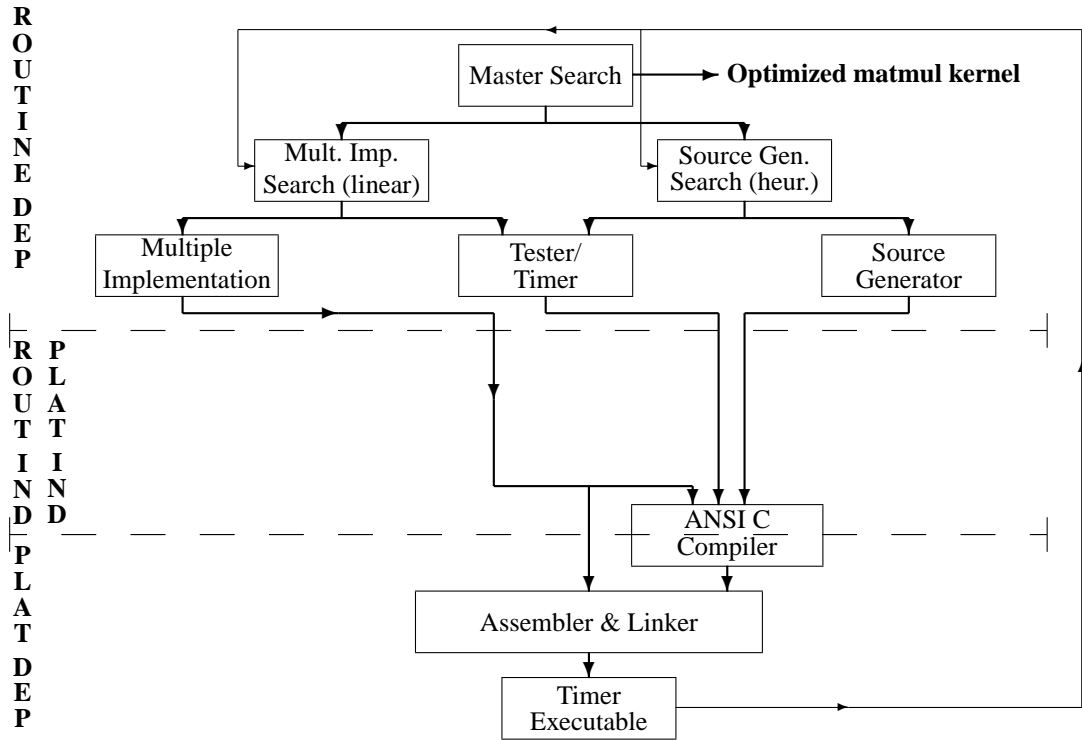 ROUTINE DEP
Master Search
Optimized matmul kernel
Mult. Imp.
Search (linear)
Source Gen.
Search (heur.)
Multiple
Implementation
Tester/
Timer
Source
Generator
ROUT IND
PLAT IND
ANSI C
Compiler
PLAT DEP
Assembler & Linker
Timer
Executable